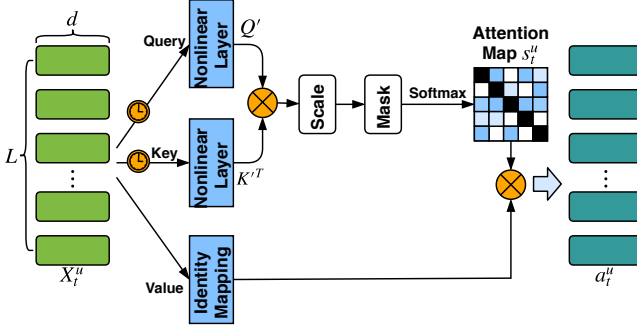 d
L
X_t^u
Query
Key
Value
Nonlinear
Layer
Q'
Nonlinear
Layer
K'^T
Identity
Mapping
Scale
Mask
Softmax
Attention
Map s_t^u
a_t^u